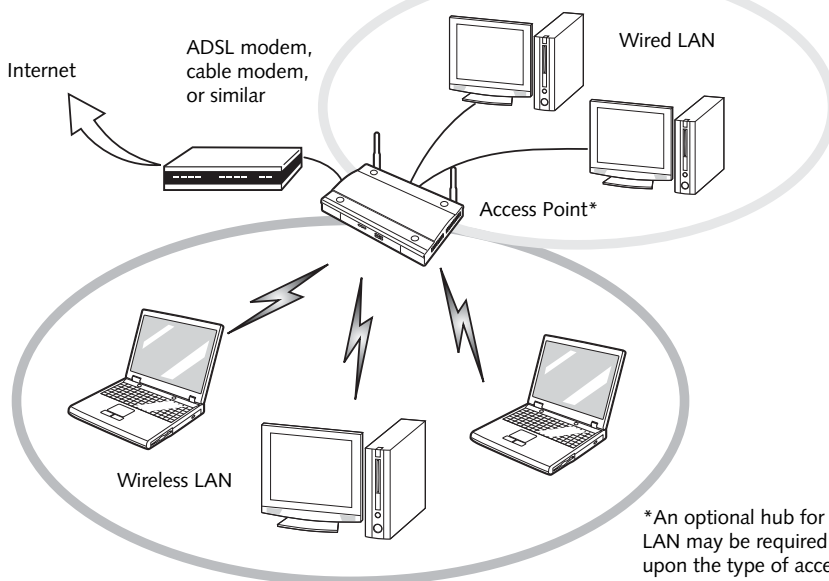 Internet
ADSL modem,
cable modem,
or similar
Wired LAN
Access Point*
Wireless LAN
*An optional hub for
LAN may be required
upon the type of